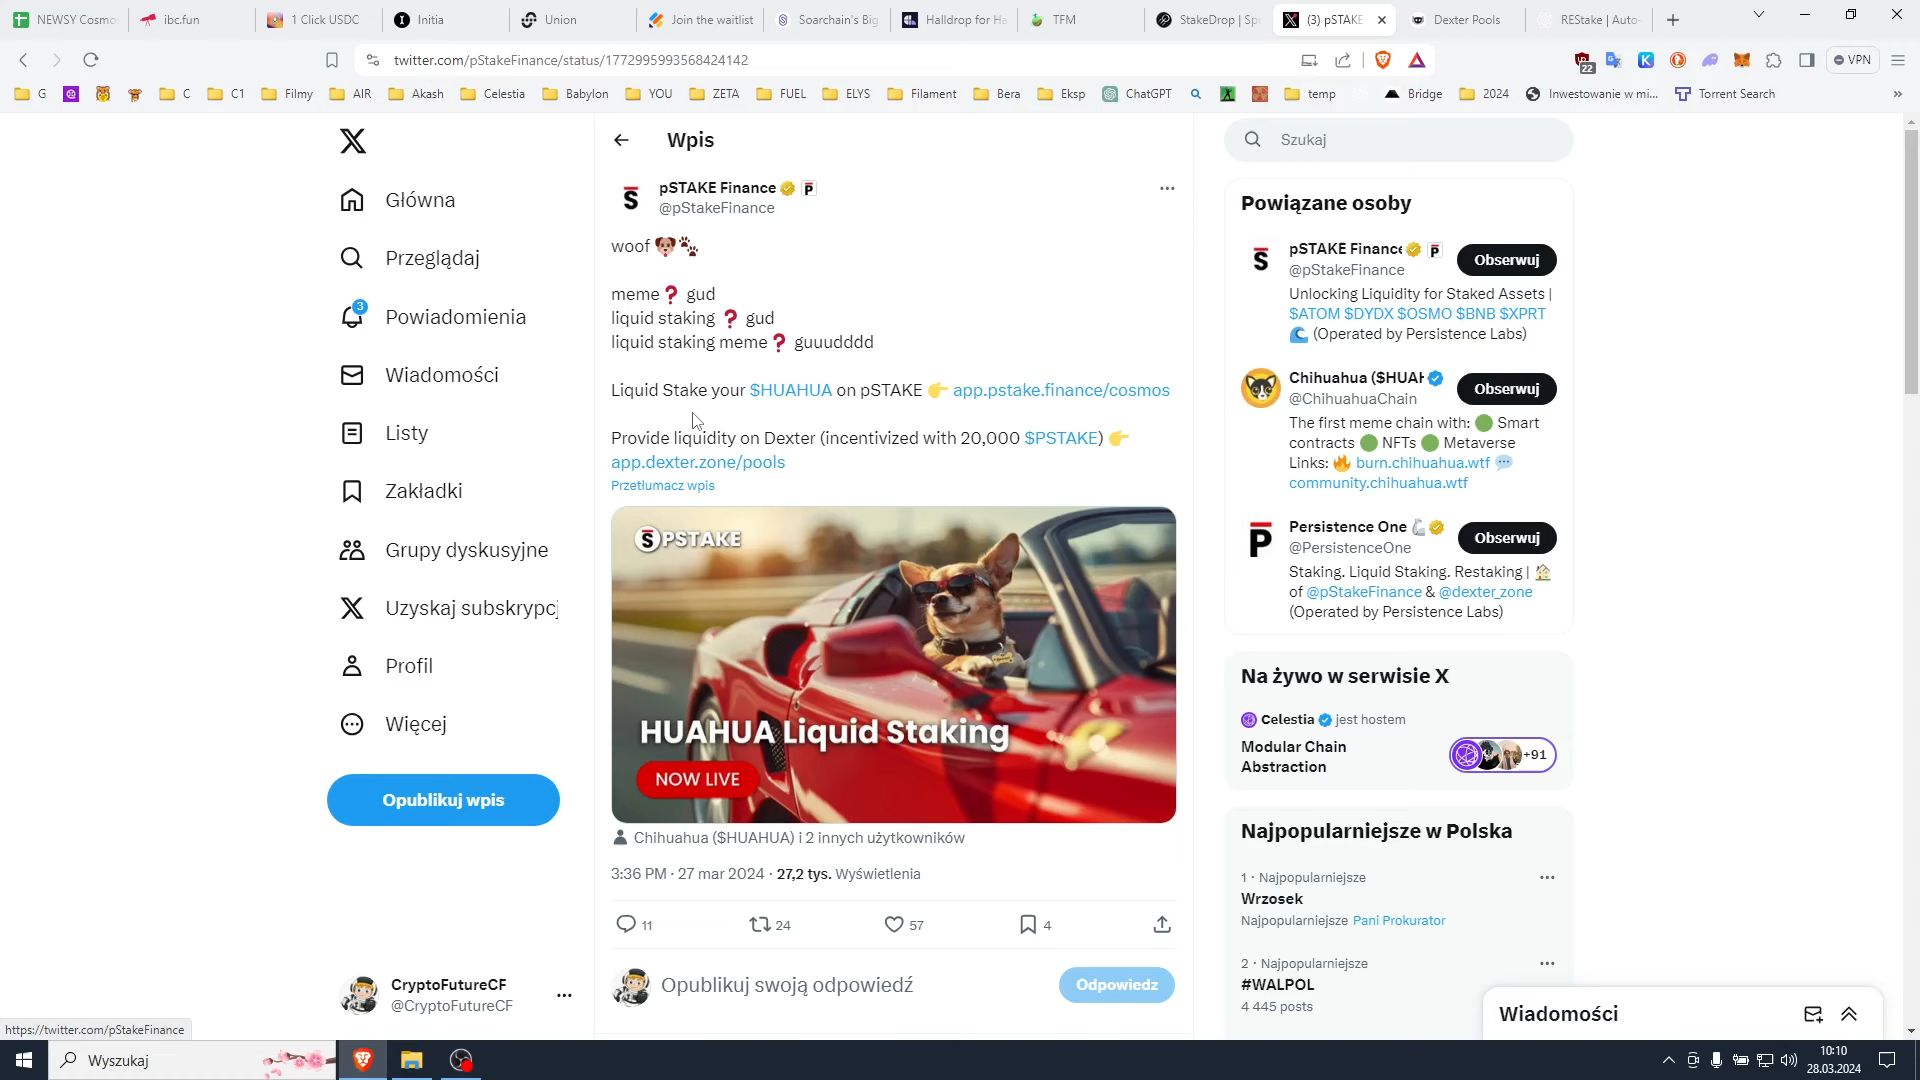 NEWSY Cosmo
ibc.fun
1 Click USDC
Initia
Union
Join the waitlist
Soarchain's Big
Halldrop for Ha
TFM
StakeDrop | Spu
(3) pSTAKE
Dexter Pools
REStake | Auto-
twitter.com/pStakeFinance/status/1772995993568424142
22
VPN
G
C
C1
Filmy
AIR
Akash
Celestia
Babylon
YOU
ZETA
FUEL
ELYS
Filament
Bera
Eksp
ChatGPT
temp
Bridge
2024
Inwestowanie w mi...
Torrent Search
Główna
Przeglądaj
3
Powiadomienia
Wiadomości
Listy
Zakładki
Grupy dyskusyjne
Uzyskaj subskrypcj
Profil
Więcej
Opublikuj wpis
CryptoFutureCF
@CryptoFutureCF
https://twitter.com/pStakeFinance
Wpis
pSTAKE Finance
@pStakeFinance
woof 🐶🐾
meme❓ gud
liquid staking ❓ gud
liquid staking meme❓ guuudddd
Liquid Stake your $HUAHUA on pSTAKE 👉 app.pstake.finance/cosmos
Provide liquidity on Dexter (incentivized with 20,000 $PSTAKE) 👉
app.dexter.zone/pools
Przetłumacz wpis
PSTAKE
HUAHUA Liquid Staking
NOW LIVE
Chihuahua ($HUAHUA) i 2 innych użytkowników
3:36 PM · 27 mar 2024 · 27,2 tys. Wyświetlenia
11
24
57
4
Opublikuj swoją odpowiedź
Odpowiedz
Szukaj
Powiązane osoby
pSTAKE Finance
@pStakeFinance
Obserwuj
Unlocking Liquidity for Staked Assets |
$ATOM $DYDX $OSMO $BNB $XPRT
🌊 (Operated by Persistence Labs)
Chihuahua ($HUAH
@ChihuahuaChain
Obserwuj
The first meme chain with: 🟢 Smart
contracts 🟢 NFTs 🟢 Metaverse
Links: 🔥 burn.chihuahua.wtf 💬
community.chihuahua.wtf
Persistence One
@PersistenceOne
Obserwuj
Staking. Liquid Staking. Restaking | 🏠
of @pStakeFinance & @dexter_zone
(Operated by Persistence Labs)
Na żywo w serwisie X
Celestia jest hostem
Modular Chain
Abstraction
+91
Najpopularniejsze w Polska
1 · Najpopularniejsze
Wrzosek
Najpopularniejsze Pani Prokurator
2 · Najpopularniejsze
#WALPOL
4 445 posts
Wiadomości
Wyszukaj
10:10
28.03.2024